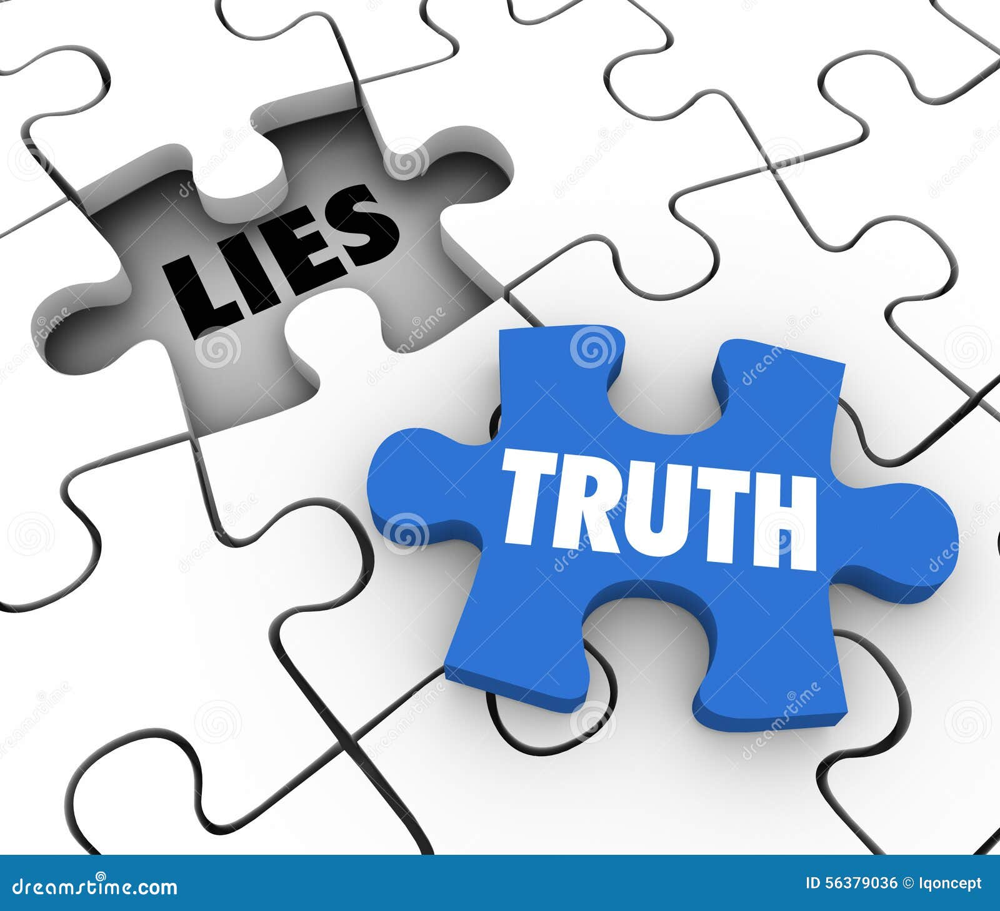 LIES
TRUTH
dreamstime.com
ID 56379036 © Iqoncept